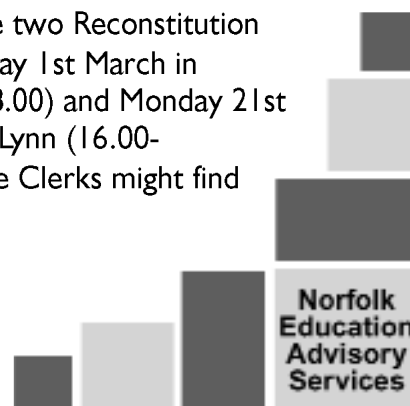 e two Reconstitution
ay 1st March in
8.00) and Monday 21st
Lynn (16.00-
e Clerks might find
Norfolk
Education
Advisory
Services